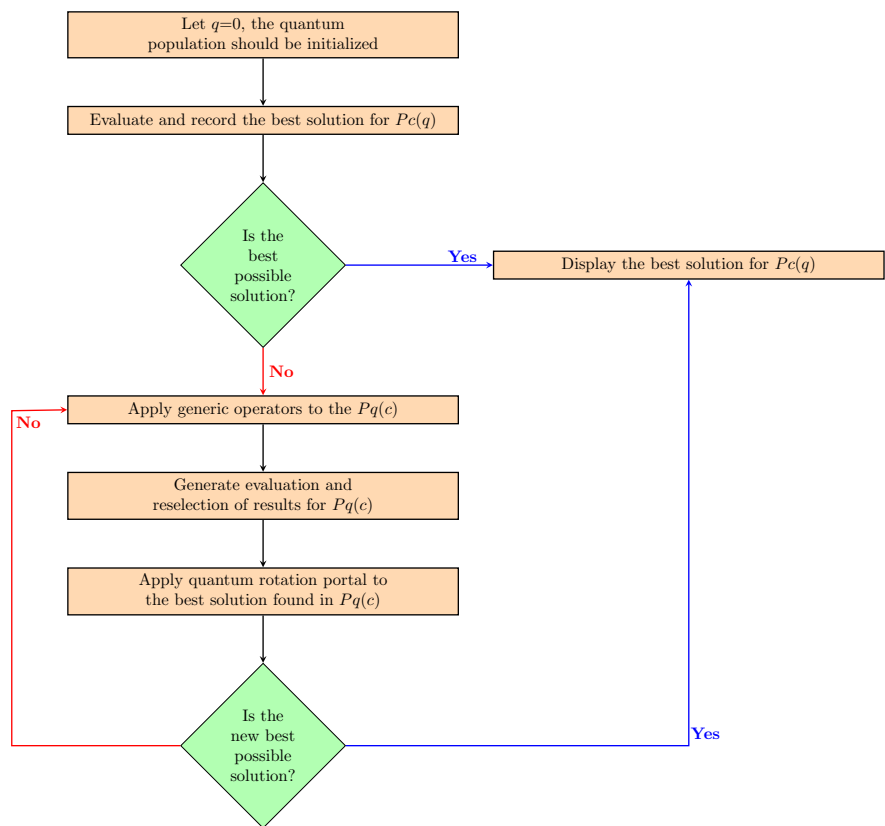 Let q=0, the quantum
population should be initialized
Evaluate and record the best solution for Pc(q)
Is the
best
possible
solution?
Yes
Display the best solution for Pc(q)
No
Apply generic operators to the Pq(c)
No
Generate evaluation and
reselection of results for Pq(c)
Apply quantum rotation portal to
the best solution found in Pq(c)
Is the
new best
possible
solution?
Yes